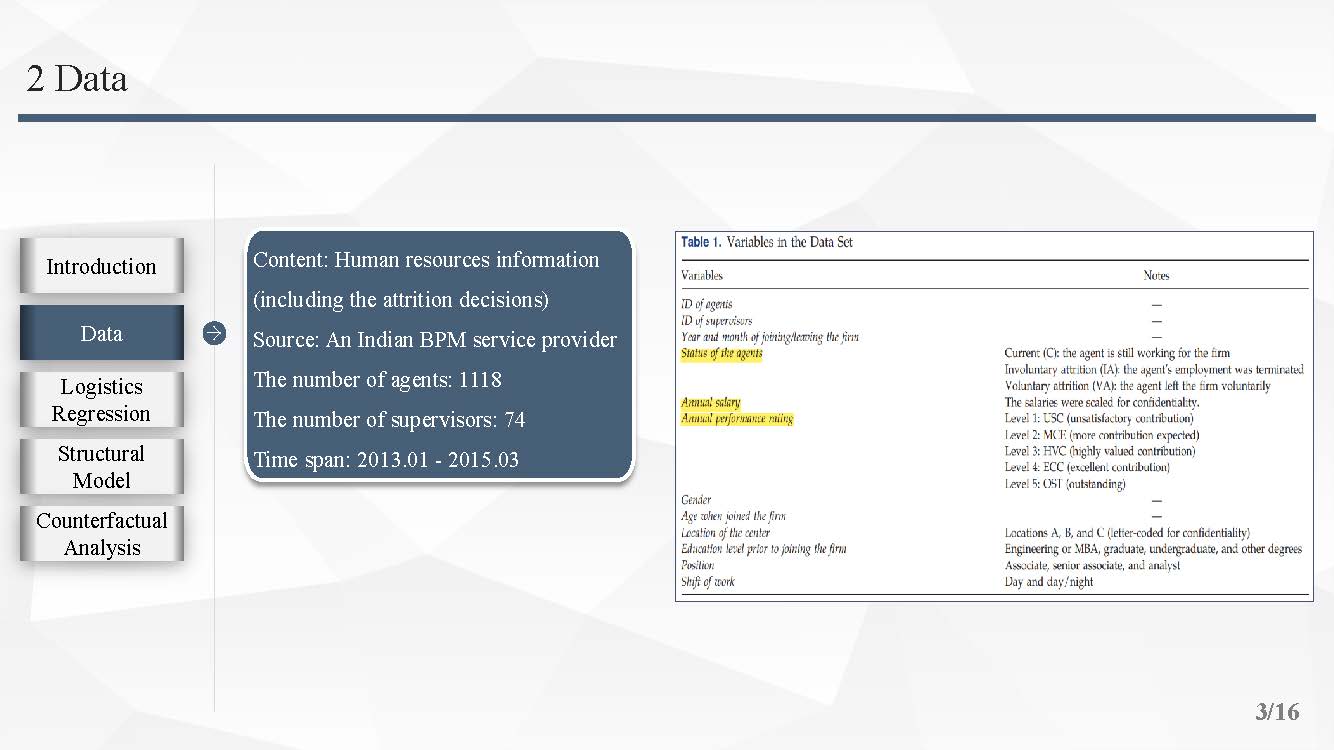 2 Data
Introduction
Data
Logistics
Regression
Structural
Model
Counterfactual
Analysis
Content: Human resources information
(including the attrition decisions)
Source: An Indian BPM service provider
The number of agents: 1118
The number of supervisors: 74
Time span: 2013.01 - 2015.03
Table 1. Variables in the Data Set
Variables Notes
ID of agents —
ID of supervisors —
Year and month of joining/leaving the firm —
Status of the agents Current (C): the agent is still working for the firm
Involuntary attrition (IA): the agent's employment was terminated
Voluntary attrition (VA): the agent left the firm voluntarily
Annual salary The salaries were scaled for confidentiality.
Annual performance rating Level 1: USC (unsatisfactory contribution)
Level 2: MCE (more contribution expected)
Level 3: HVC (highly valued contribution)
Level 4: ECC (excellent contribution)
Level 5: OST (outstanding)
Gender —
Age when joined the firm —
Location of the center Locations A, B, and C (letter-coded for confidentiality)
Education level prior to joining the firm Engineering or MBA, graduate, undergraduate, and other degrees
Position Associate, senior associate, and analyst
Shift of work Day and day/night
3/16